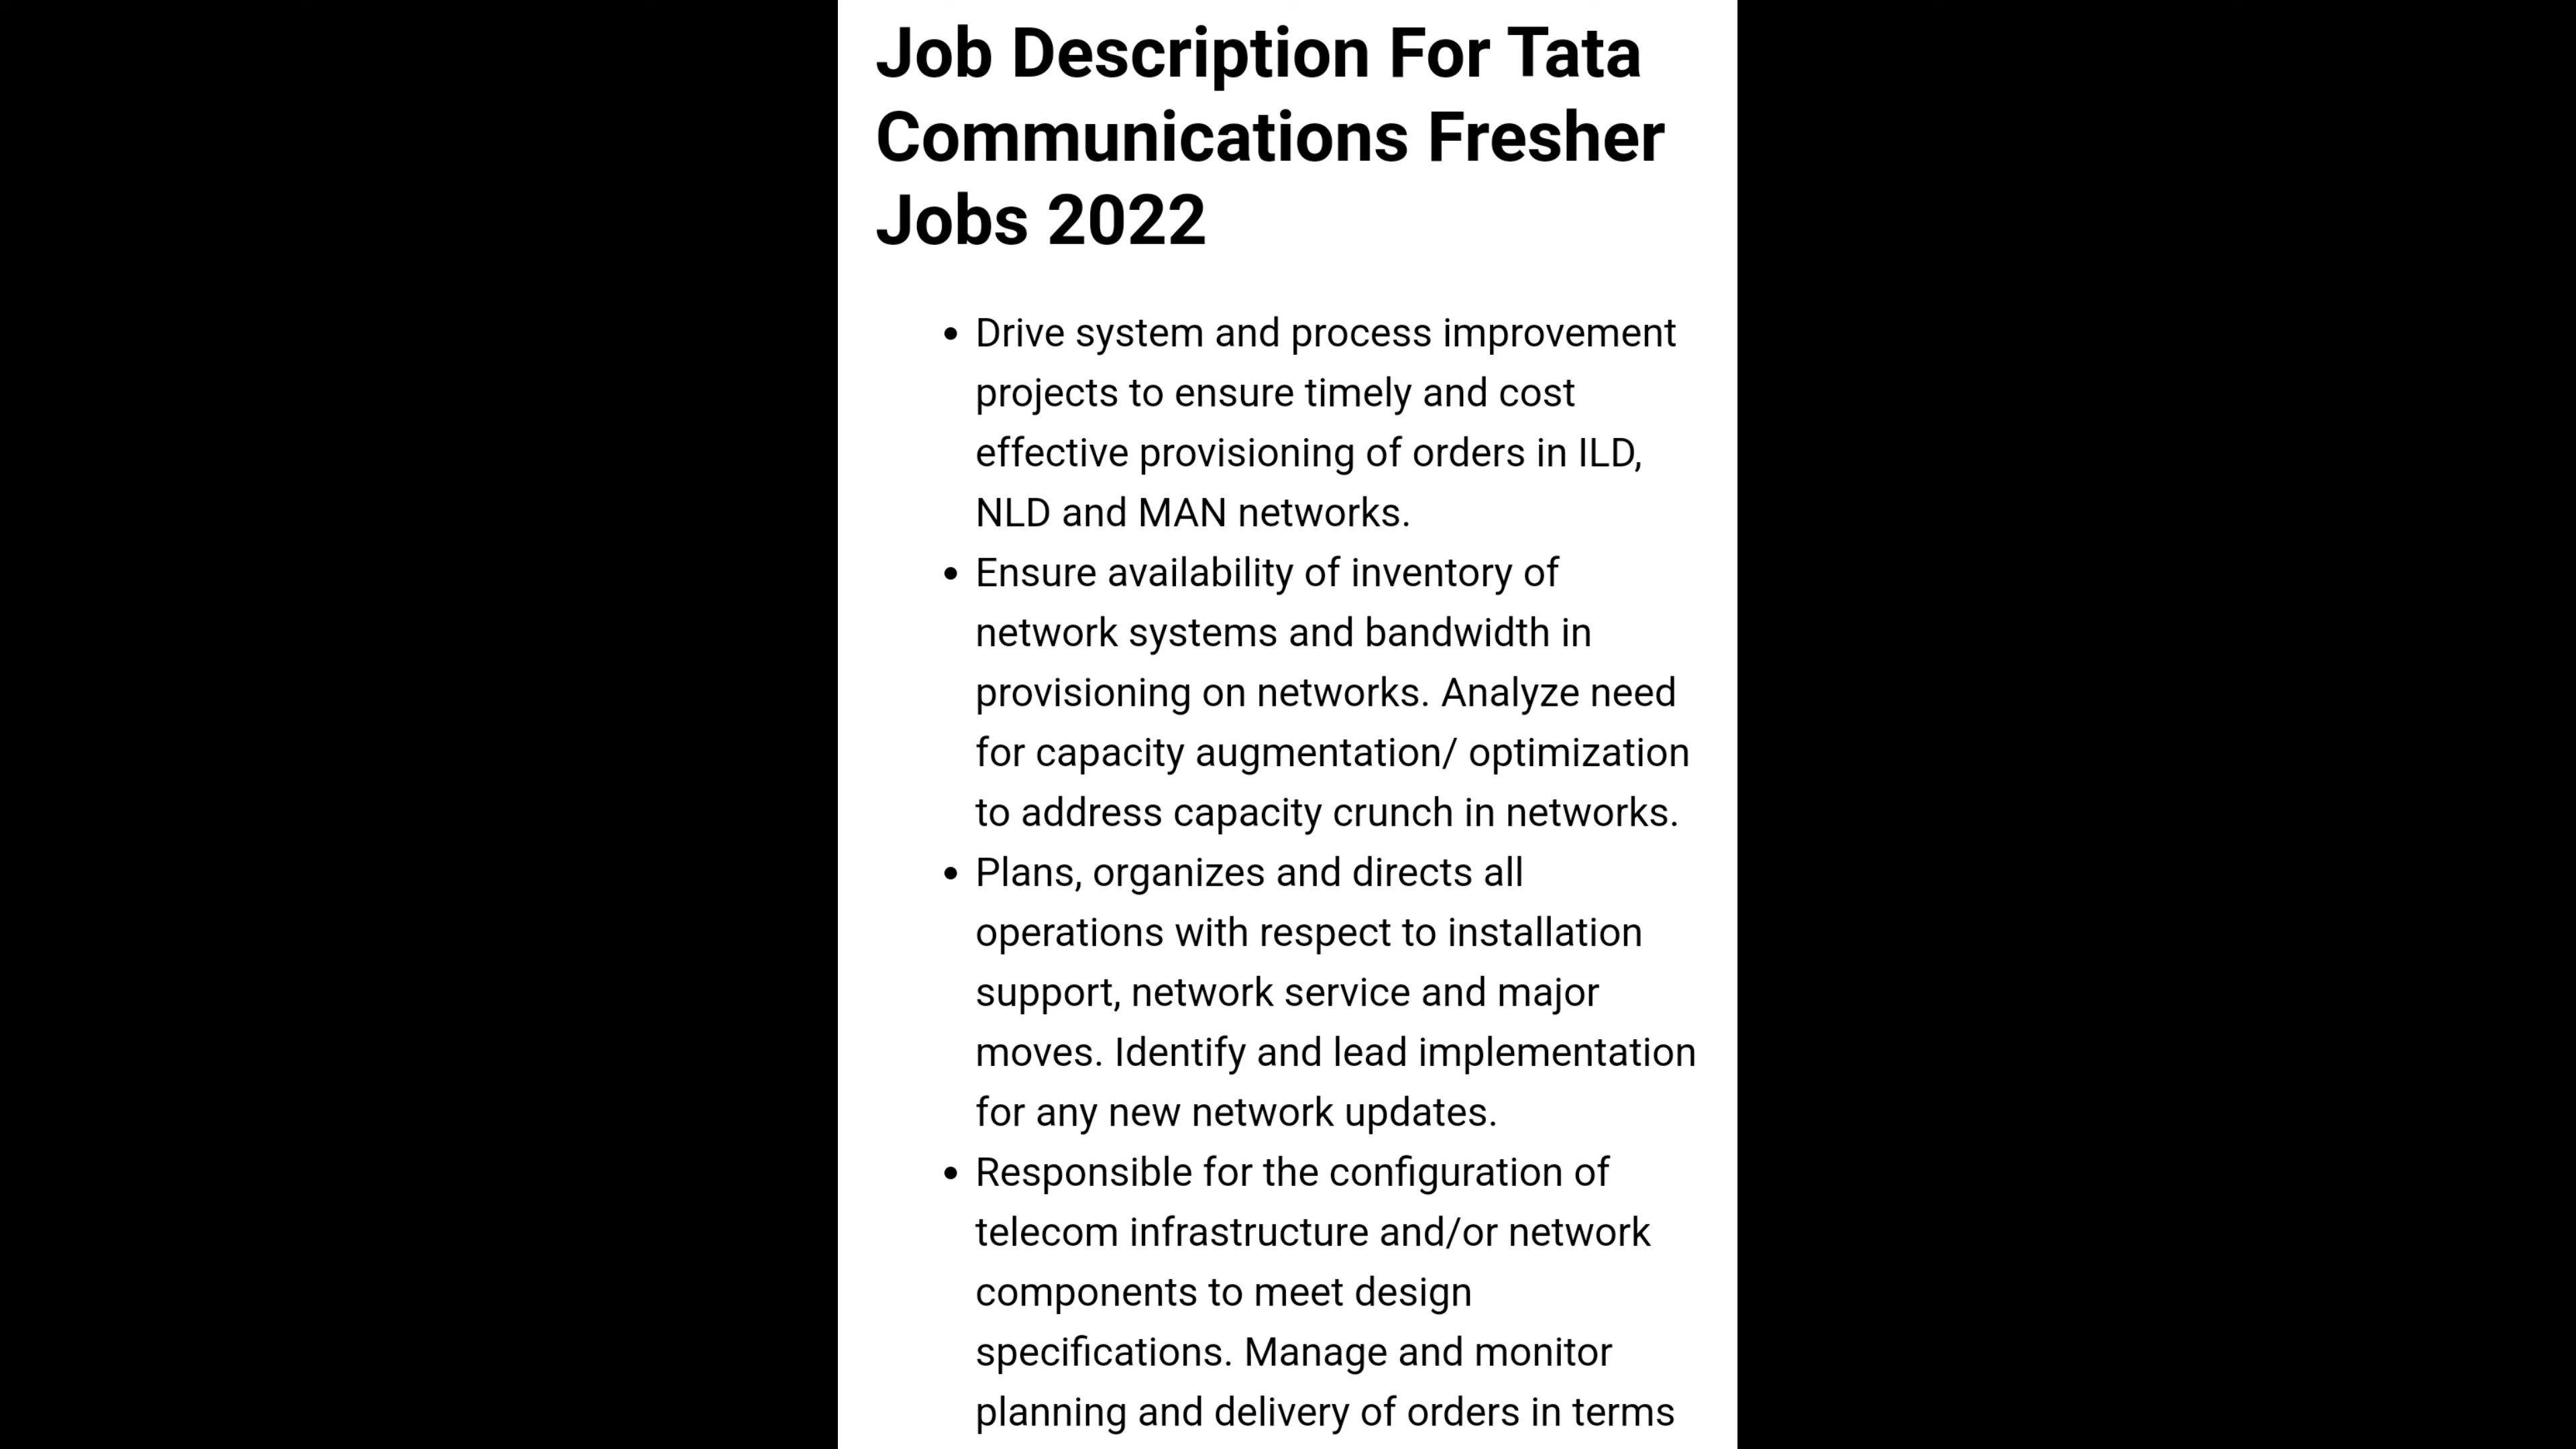 Job Description For Tata
Communications Fresher
Jobs 2022
• Drive system and process improvement
projects to ensure timely and cost
effective provisioning of orders in ILD,
NLD and MAN networks.
• Ensure availability of inventory of
network systems and bandwidth in
provisioning on networks. Analyze need
for capacity augmentation/ optimization
to address capacity crunch in networks.
• Plans, organizes and directs all
operations with respect to installation
support, network service and major
moves. Identify and lead implementation
for any new network updates.
• Responsible for the configuration of
telecom infrastructure and/or network
components to meet design
specifications. Manage and monitor
planning and delivery of orders in terms